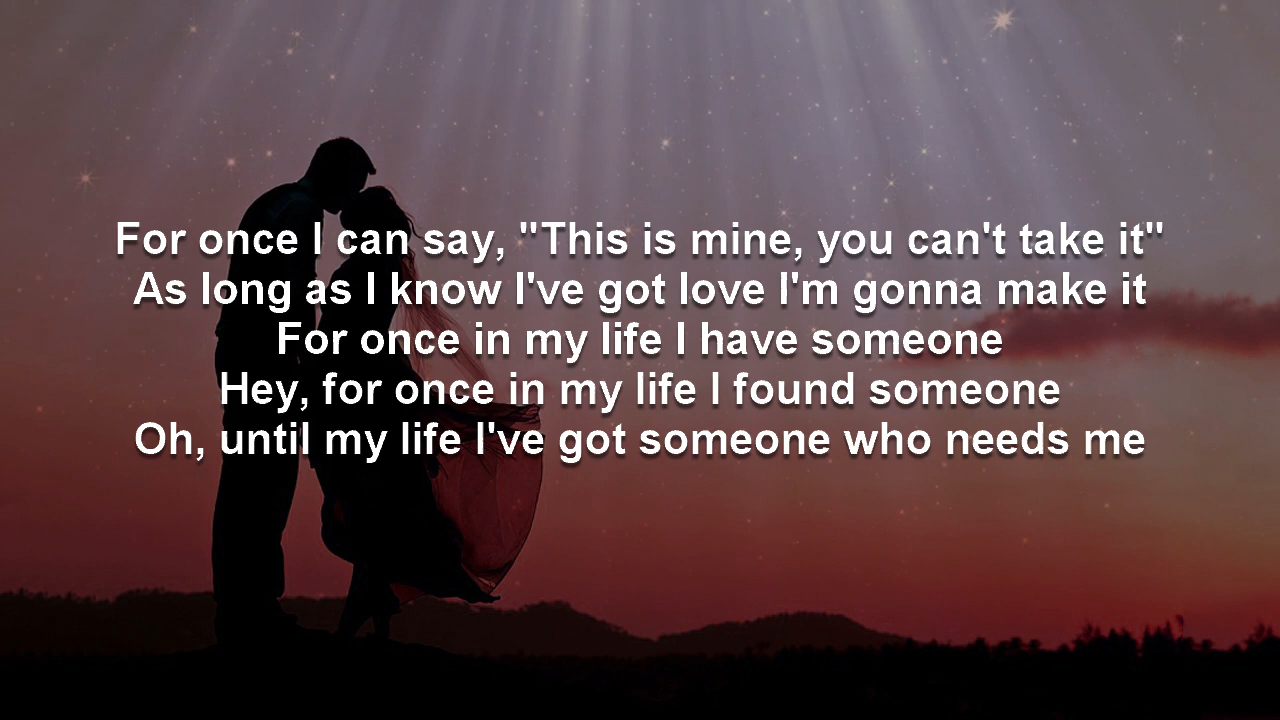 For once I can say, "This is mine, you can't take it"
As long as I know I've got love I'm gonna make it
For once in my life I have someone
Hey, for once in my life I found someone
Oh, until my life I've got someone who needs me